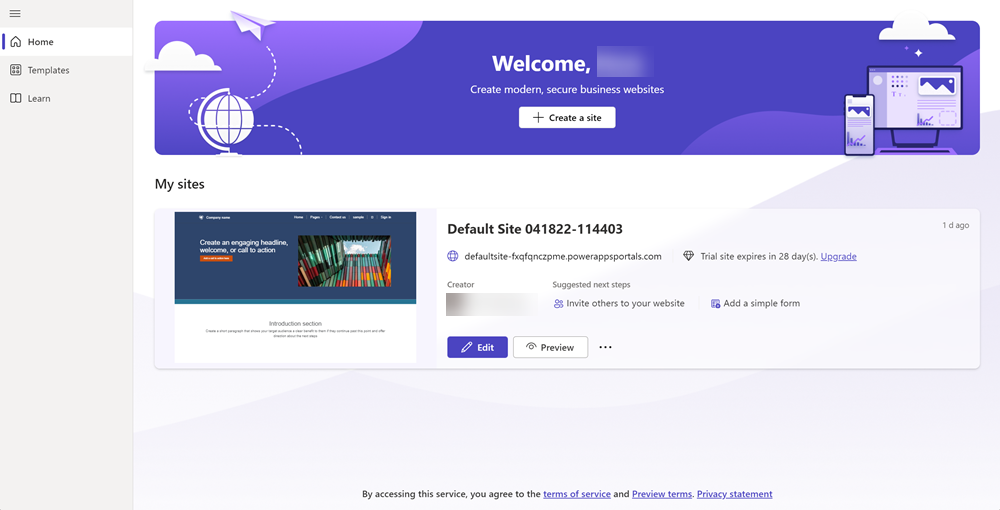 Home
Templates
Learn
Welcome,
Create modern, secure business websites
Create a site
My sites
Company name
Home
Pages
Contact us
sample
Sign in
Create an engaging headline,
welcome, or call to action
Introduction section
Create a short paragraph that shows your target audience a clear benefit to them if they continue past this point and offer
direction about the next steps
Default Site 041822-114403
1 d ago
defaultsite-fxqfqnczpme.powerappsportals.com
Trial site expires in 28 day(s). Upgrade
Creator
Suggested next steps
Invite others to your website
Add a simple form
Edit
Preview
By accessing this service, you agree to the terms of service and Preview terms. Privacy statement